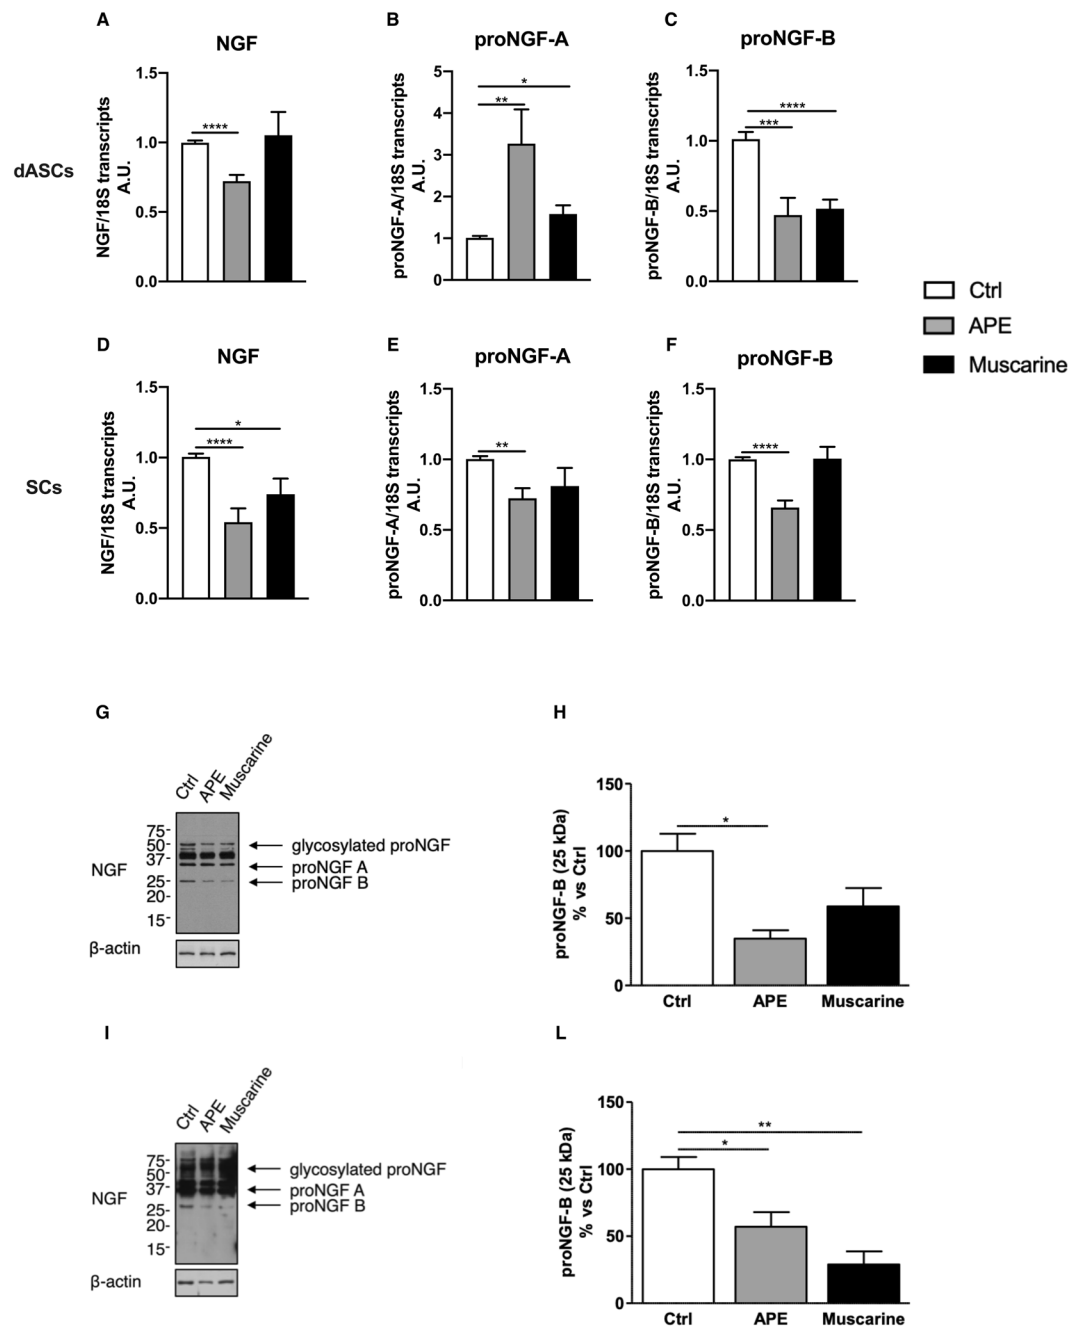 A
B
C
NGF
proNGF-A
proNGF-B
dASCs
NGF/18S transcripts
A.U.
1.5
1.0
0.5
0.0
****
proNGF-A/18S transcripts
A.U.
5
4
3
2
1
0
*
**
proNGF-B/18S transcripts
A.U.
1.5
1.0
0.5
0.0
****
***
Ctrl
APE
Muscarine
D
E
F
NGF
proNGF-A
proNGF-B
SCs
NGF/18S transcripts
A.U.
1.5
1.0
0.5
0.0
*
****
proNGF-A/18S transcripts
A.U.
1.5
1.0
0.5
0.0
**
proNGF-B/18S transcripts
A.U.
1.5
1.0
0.5
0.0
****
G
Ctrl
APE
Muscarine
NGF
75-
50-
37-
25-
20-
15-
glycosylated proNGF
proNGF A
proNGF B
β-actin
H
proNGF-B (25 kDa)
% vs Ctrl
150
100
50
0
*
Ctrl
APE
Muscarine
I
Ctrl
APE
Muscarine
NGF
75-
50-
37-
25-
20-
15-
glycosylated proNGF
proNGF A
proNGF B
β-actin
L
proNGF-B (25 kDa)
% vs Ctrl
150
100
50
0
**
*
Ctrl
APE
Muscarine